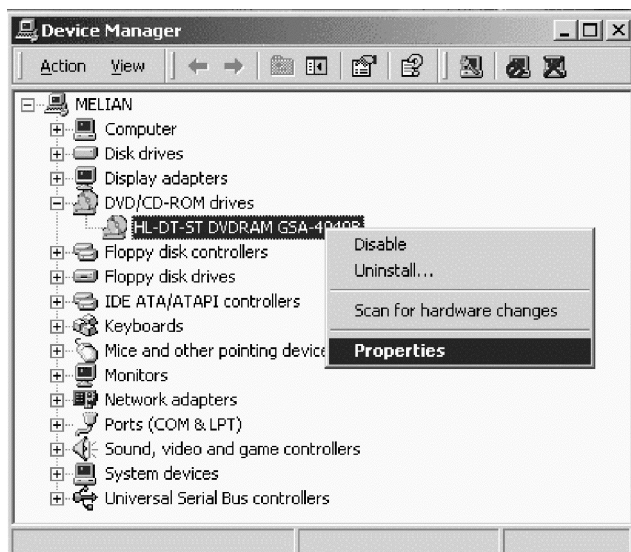 Device Manager
Action View
MELIAN
Computer
Disk drives
Display adapters
DVD/CD-ROM drives
HL-DT-ST DVDRAM GSA-4040B
Disable
Floppy disk controllers
Uninstall...
Floppy disk drives
IDE ATA/ATAPI controllers
Scan for hardware changes
Keyboards
Mice and other pointing device
Properties
Monitors
Network adapters
Ports (COM & LPT)
Sound, video and game controllers
System devices
Universal Serial Bus controllers